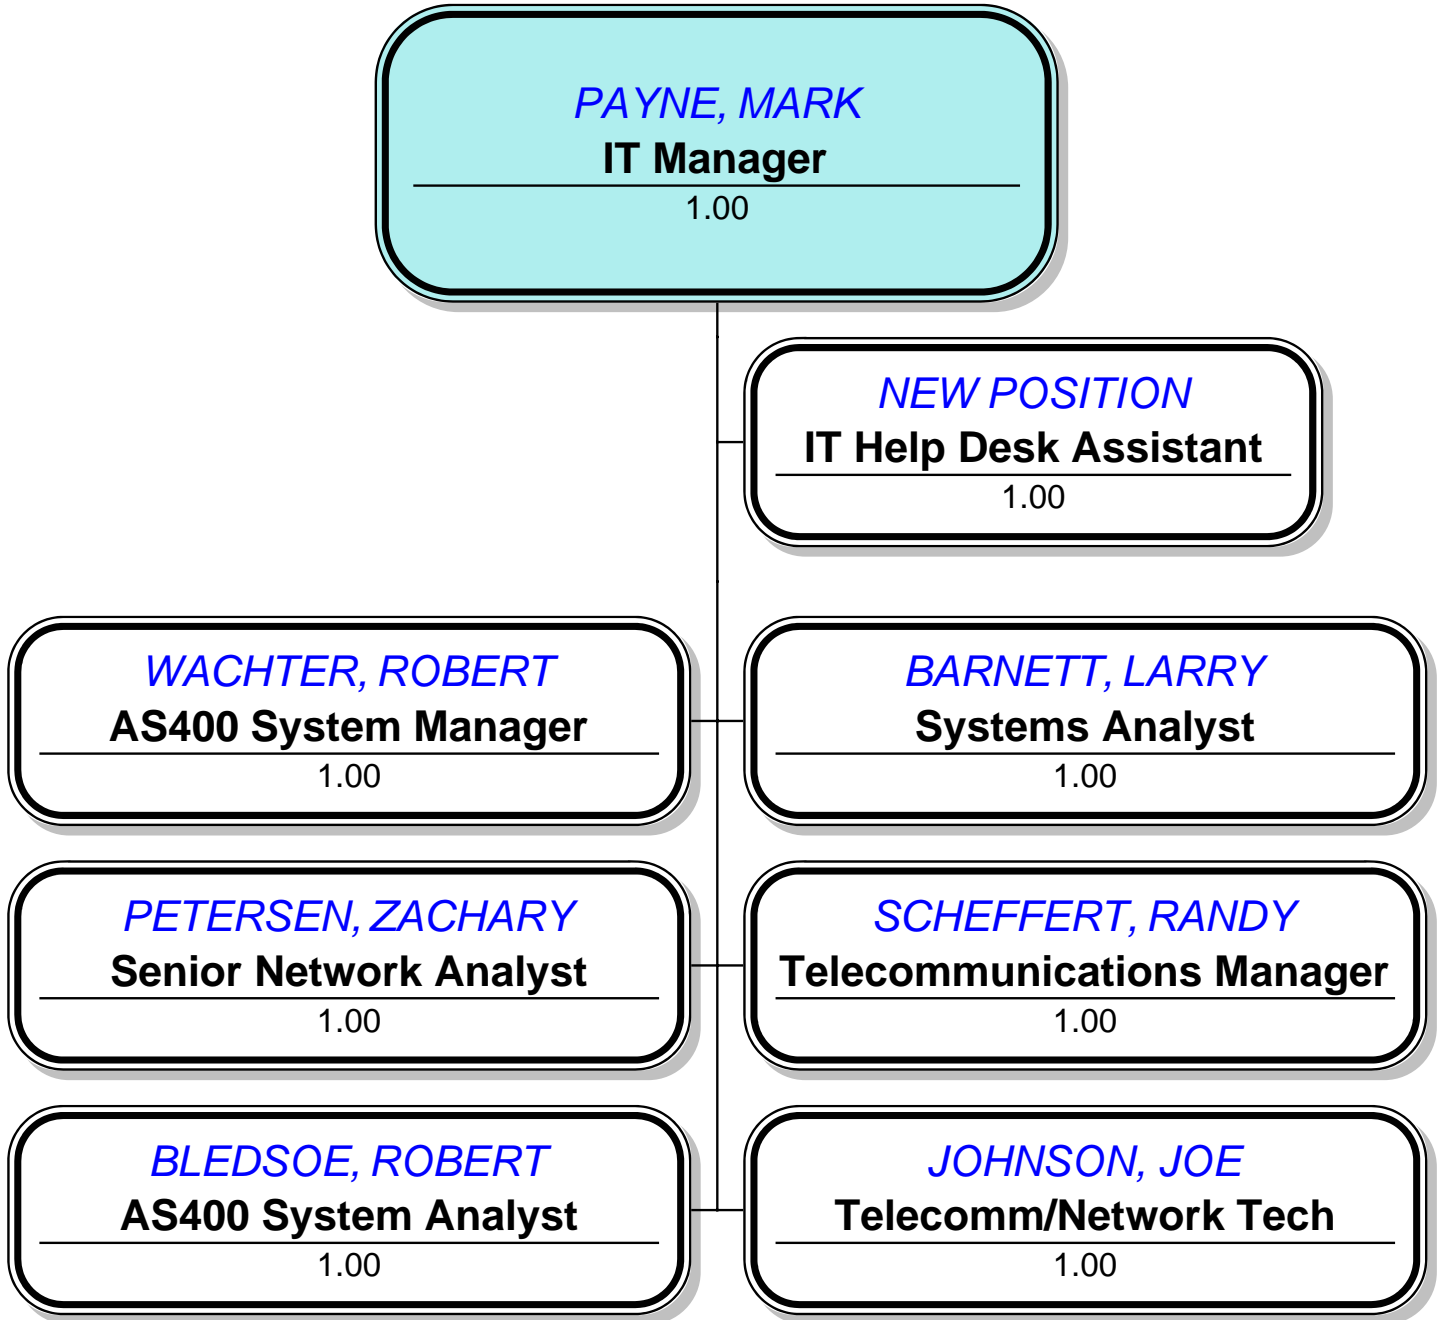 PAYNE, MARK
IT Manager
1.00
NEW POSITION
IT Help Desk Assistant
1.00
WACHTER, ROBERT
AS400 System Manager
1.00
BARNETT, LARRY
Systems Analyst
1.00
PETERSEN, ZACHARY
Senior Network Analyst
1.00
SCHEFFERT, RANDY
Telecommunications Manager
1.00
BLEDSOE, ROBERT
AS400 System Analyst
1.00
JOHNSON, JOE
Telecomm/Network Tech
1.00